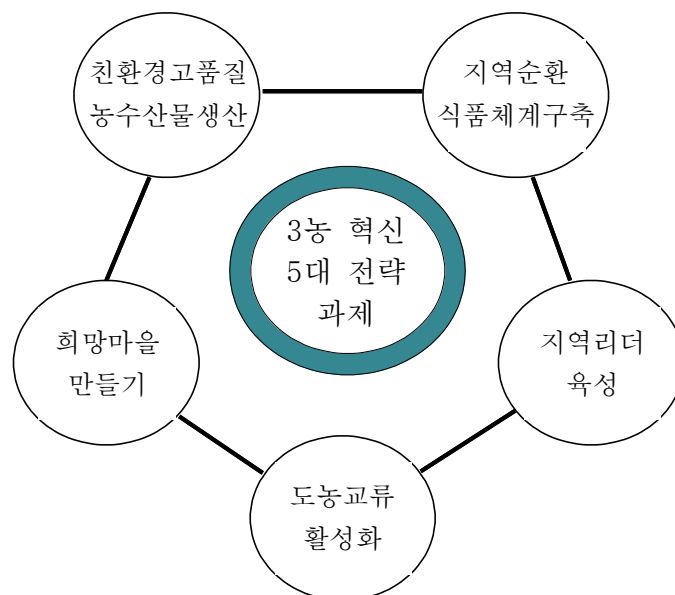 친환경고품질
농수산물생산
지역순환
식품체계구축
3농 혁신
5대 전략
과제
희망마을
만들기
지역리더
육성
도농교류
활성화